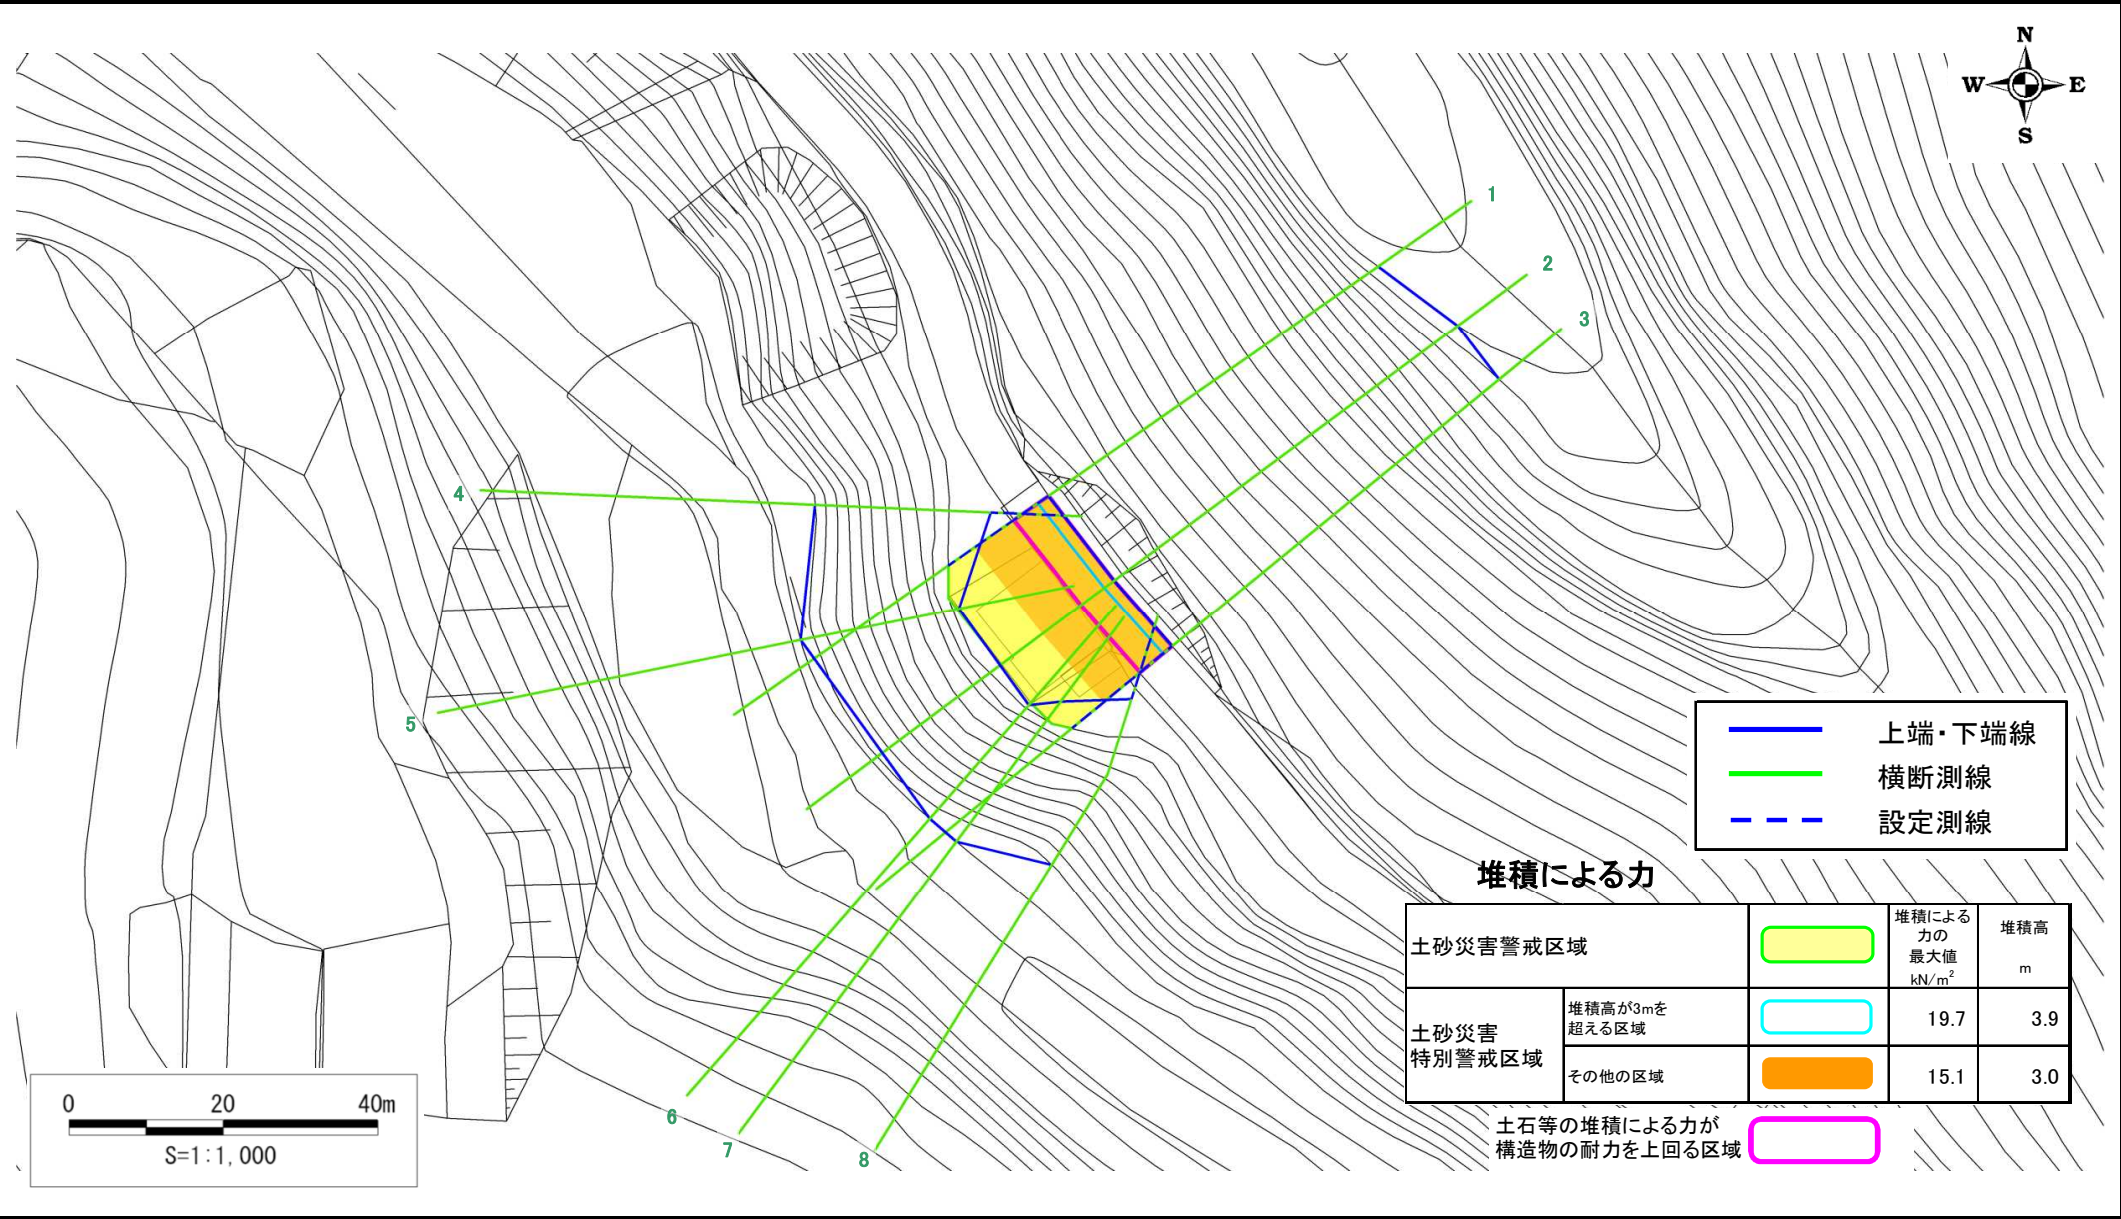 N
W E
S
1
2
3
4
5
6
7
8
上端・下端線
横断測線
設定測線
堆積による力
土砂災害警戒区域
堆積による
力の
最大値
kN/m²
堆積高
m
土砂災害
特別警戒区域
堆積高が3mを
超える区域
19.7
3.9
その他の区域
15.1
3.0
土石等の堆積による力が
構造物の耐力を上回る区域
0 20 40m
S=1:1,000